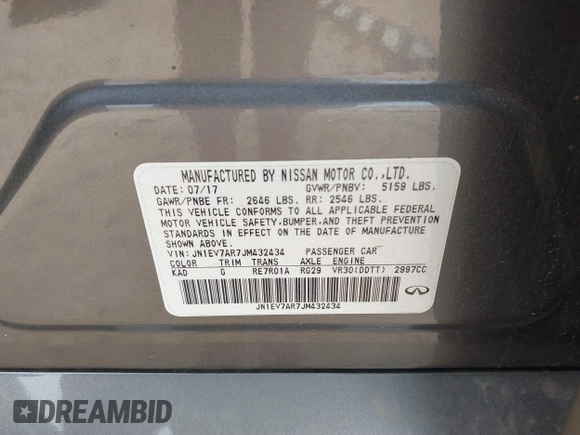 MANUFACTURED BY NISSAN MOTOR CO.,LTD.
DATE: 07/17 GVWR/PNBV: 5159 LBS.
GAWR/PNBE FR: 2646 LBS. RR: 2546 LBS.
THIS VEHICLE CONFORMS TO ALL APPLICABLE FEDERAL
MOTOR VEHICLE SAFETY,BUMPER,AND THEFT PREVENTION
STANDARDS IN EFFECT ON THE DATE OF MANUFACTURE
SHOWN ABOVE.
VIN: JN1EV7AR7JM432434 PASSENGER CAR
COLOR TRIM TRANS AXLE ENGINE
KAD G RE7R01A RG29 VR30(DDTT) 2997CC
JN1EV7AR7JM432434
DREAMBID